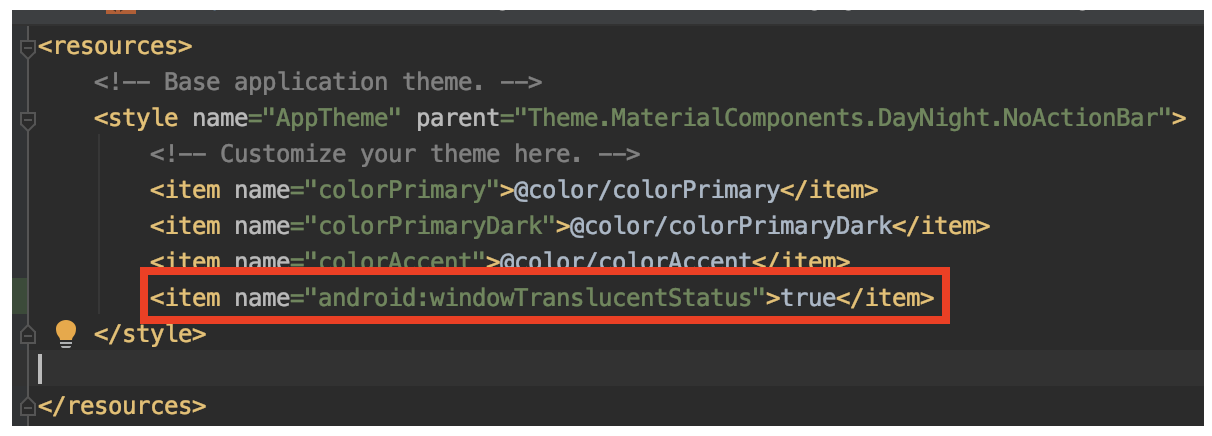 <resources>
<!-- Base application theme. -->
<style name="AppTheme" parent="Theme.MaterialComponents.DayNight.NoActionBar">
<!-- Customize your theme here. -->
<item name="colorPrimary">@color/colorPrimary</item>
<item name="colorPrimaryDark">@color/colorPrimaryDark</item>
<item name="colorAccent">@color/colorAccent</item>
<item name="android:windowTranslucentStatus">true</item>
</style>
</resources>